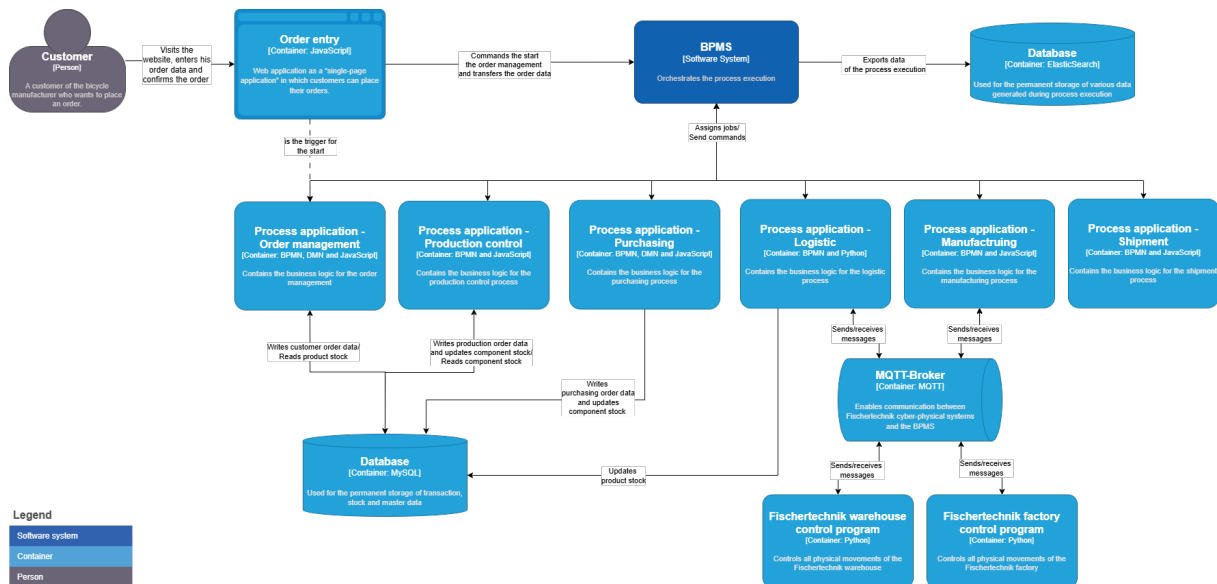 Customer
[Person]
A customer of the bicycle
manufacturer who wants to place
an order.
Visits the
website, enters his
order data and
confirms the order
Order entry
[Container: JavaScript]
Web application as a "single-page
application" in which customers can place
their orders.
Commands the start
the order management
and transfers the order data
BPMS
[Software System]
Orchestrates the process execution
Exports data
of the process execution
Database
[Container: ElasticSearch]
Used for the permanent storage of various data
generated during process execution
is the trigger for
the start
Assigns jobs/
Send commands
Process application -
Order management
[Container: BPMN, DMN and JavaScript]
Contains the business logic for the order
management
Process application -
Production control
[Container: BPMN and JavaScript]
Contains the business logic for the
production control process
Process application -
Purchasing
[Container: BPMN, DMN and JavaScript]
Contains the business logic for the
purchasing process
Process application -
Logistic
[Container: BPMN and Python]
Contains the business logic for the logistic
process
Process application -
Manufactruing
[Container: BPMN and JavaScript]
Contains the business logic for the
manufacturing process
Process application -
Shipment
[Container: BPMN and JavaScript]
Contains the business logic for the shipment
process
Writes customer order data/
Reads product stock
Writes production order data
and updates component stock/
Reads component stock
Writes
purchasing order data
and updates
component stock
Sends/receives
messages
Sends/receives
messages
MQTT-Broker
[Container: MQTT]
Enables communication between
Fischertechnik cyber-physical systems
and the BPMS
Database
[Container: MySQL]
Used for the permanent storage of transaction,
stock and master data
Updates
product stock
Sends/receives
messages
Sends/receives
messages
Fischertechnik warehouse
control program
[Container: Python]
Controls all physical movements of the
Fischertechnik warehouse
Fischertechnik factory
control program
[Container: Python]
Controls all physical movements of the
Fischertechnik factory
Legend
Software system
Container
Person